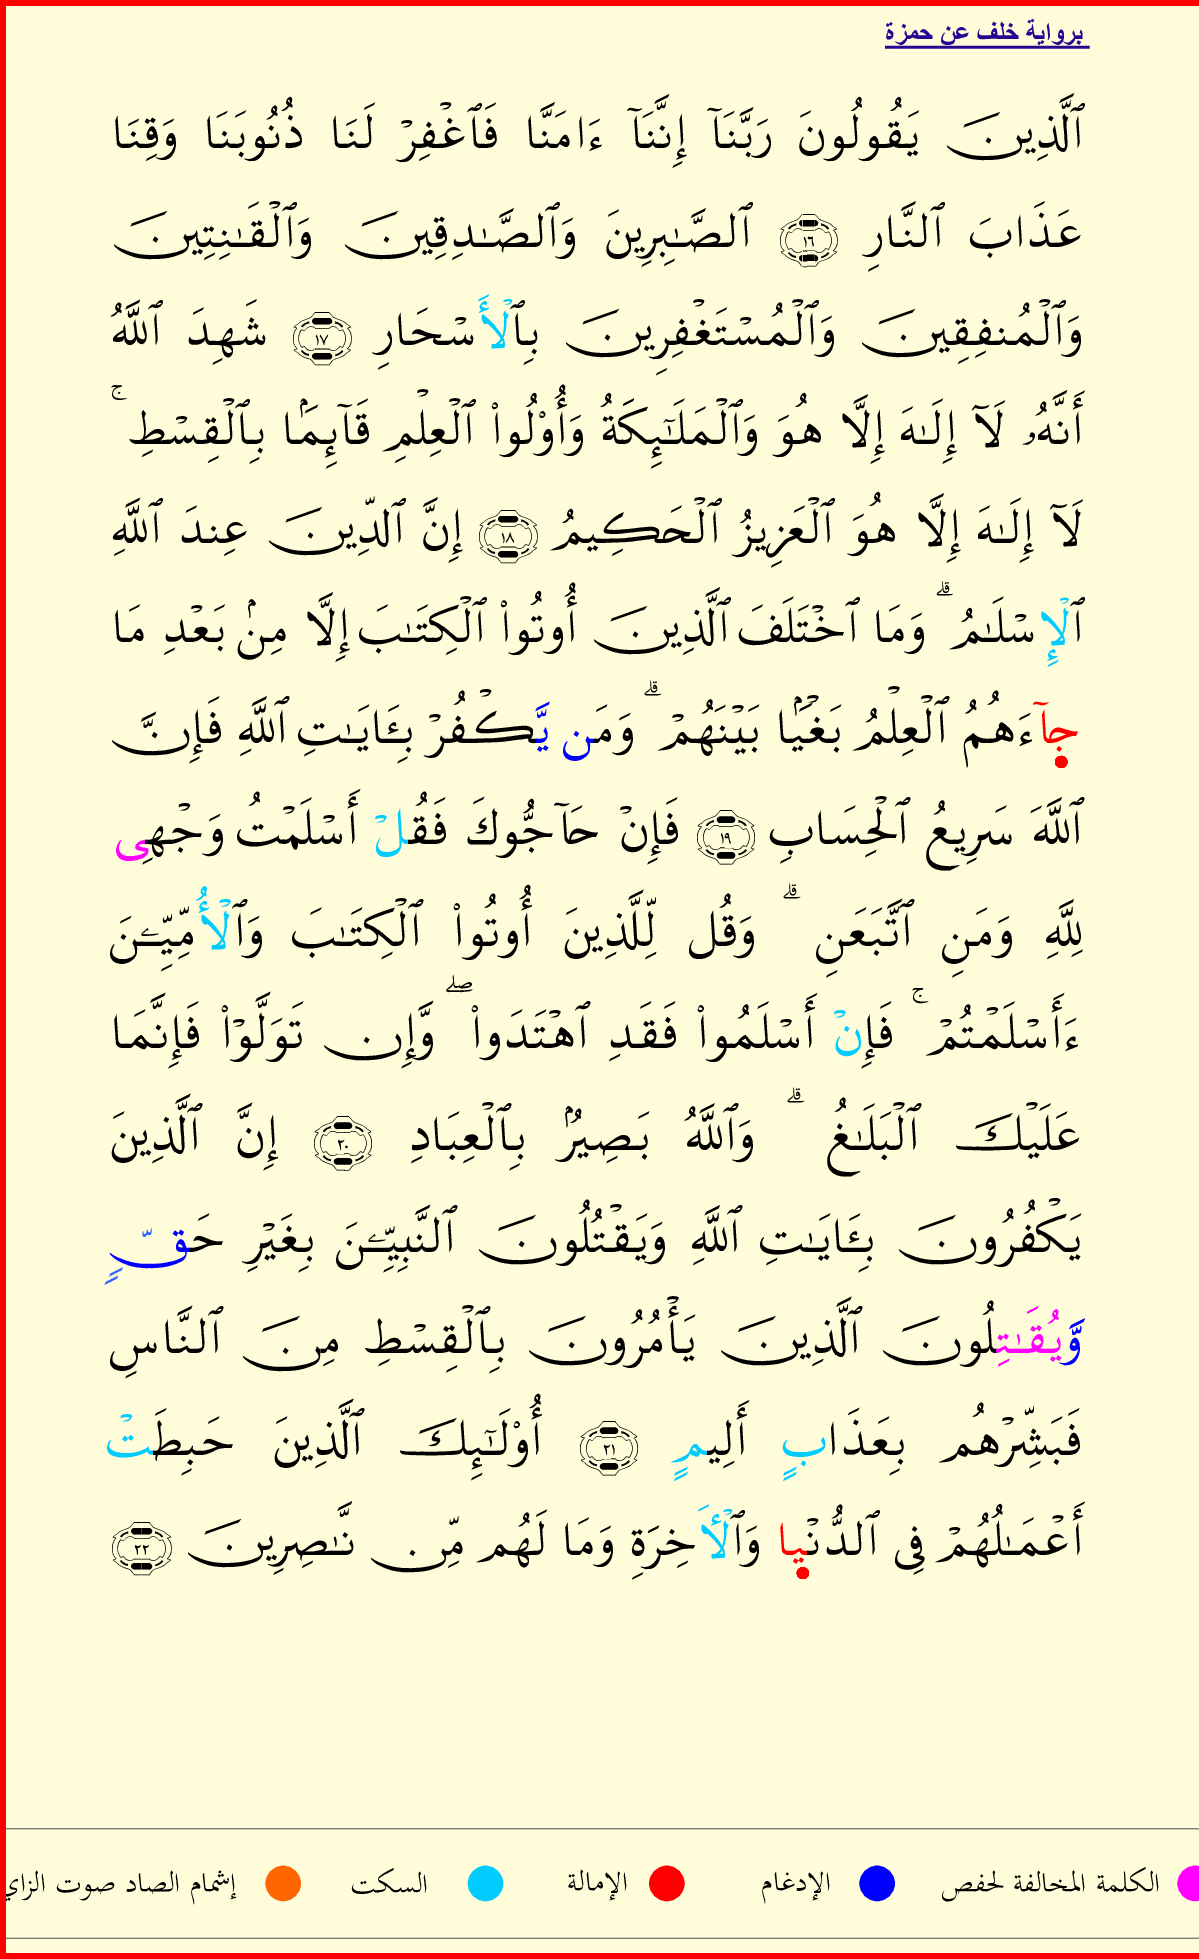 برواية خلف عن حمزة
ٱلَّذِينَ يَقُولُونَ رَبَّنَآ إِنَّنَآ ءَامَنَّا فَٱغْفِرْ لَنَا ذُنُوبَنَا وَقِنَا
عَذَابَ ٱلنَّارِ ١٦ ٱلصَّٰبِرِينَ وَٱلصَّٰدِقِينَ وَٱلْقَٰنِتِينَ
وَٱلْمُنفِقِينَ وَٱلْمُسْتَغْفِرِينَ بِٱلْأَسْحَارِ ١٧ شَهِدَ ٱللَّهُ
أَنَّهُۥ لَآ إِلَٰهَ إِلَّا هُوَ وَٱلْمَلَٰٓئِكَةُ وَأُو۟لُوا۟ ٱلْعِلْمِ قَآئِمَۢا بِٱلْقِسْطِ ۚ
لَآ إِلَٰهَ إِلَّا هُوَ ٱلْعَزِيزُ ٱلْحَكِيمُ ١٨ إِنَّ ٱلدِّينَ عِندَ ٱللَّهِ
ٱلْإِسْلَٰمُ ۗ وَمَا ٱخْتَلَفَ ٱلَّذِينَ أُوتُوا۟ ٱلْكِتَٰبَ إِلَّا مِنۢ بَعْدِ مَا
جَآءَهُمُ ٱلْعِلْمُ بَغْيَۢا بَيْنَهُمْ ۗ وَمَن يَّكْفُرْ بِـَٔايَٰتِ ٱللَّهِ فَإِنَّ
ٱللَّهَ سَرِيعُ ٱلْحِسَابِ ١٩ فَإِنْ حَآجُّوكَ فَقُلْ أَسْلَمْتُ وَجْهِى
لِلَّهِ وَمَنِ ٱتَّبَعَنِ ۗ وَقُل لِّلَّذِينَ أُوتُوا۟ ٱلْكِتَٰبَ وَٱلْأُمِّيِّـۧنَ
ءَأَسْلَمْتُمْ ۚ فَإِنْ أَسْلَمُوا۟ فَقَدِ ٱهْتَدَوا۟ ۖ وَّإِن تَوَلَّوْا۟ فَإِنَّمَا
عَلَيْكَ ٱلْبَلَٰغُ ۗ وَٱللَّهُ بَصِيرُۢ بِٱلْعِبَادِ ٢٠ إِنَّ ٱلَّذِينَ
يَكْفُرُونَ بِـَٔايَٰتِ ٱللَّهِ وَيَقْتُلُونَ ٱلنَّبِيِّـۧنَ بِغَيْرِ حَقٍّ
وَّيُقَٰتِلُونَ ٱلَّذِينَ يَأْمُرُونَ بِٱلْقِسْطِ مِنَ ٱلنَّاسِ
فَبَشِّرْهُم بِعَذَابٍ أَلِيمٍ ٢١ أُو۟لَٰٓئِكَ ٱلَّذِينَ حَبِطَتْ
أَعْمَٰلُهُمْ فِى ٱلدُّنْيا وَٱلْأَخِرَةِ وَمَا لَهُم مِّن نَّٰصِرِينَ ٢٢
الكلمة المخالفة لحفص الإدغام الإمالة السكت إشمام الصاد صوت الزاي